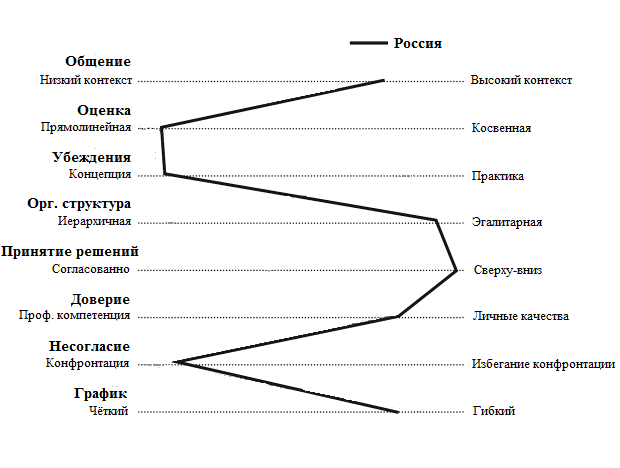 Россия
Общение
Низкий контекст Высокий контекст
Оценка
Прямолинейная Косвенная
Убеждения
Концепция Практика
Орг. структура
Иерархичная Эгалитарная
Принятие решений
Согласованно Сверху-вниз
Доверие
Проф. компетенция Личные качества
Несогласие
Конфронтация Избегание конфронтации
График
Чёткий Гибкий